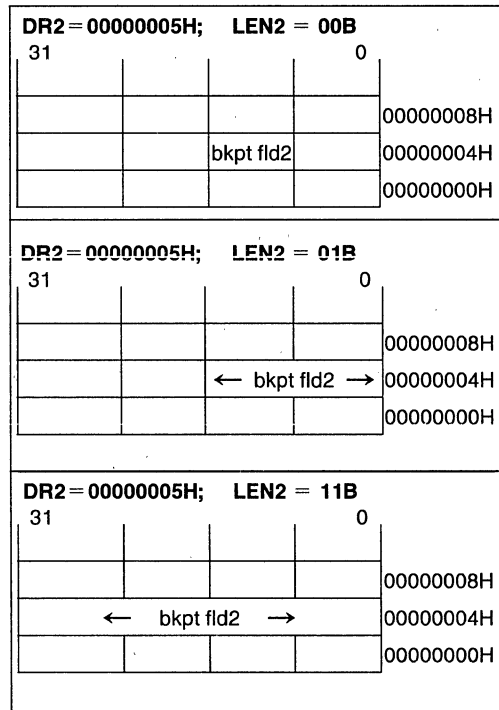 DR2=00000005H; LEN2 = 00B
31 0
00000008H
bkpt fld2 00000004H
00000000H
DR2=00000005H; LEN2 = 01B
31 0
00000008H
← bkpt fld2 → 00000004H
00000000H
DR2=00000005H; LEN2 = 11B
31 0
00000008H
← bkpt fld2 → 00000004H
00000000H